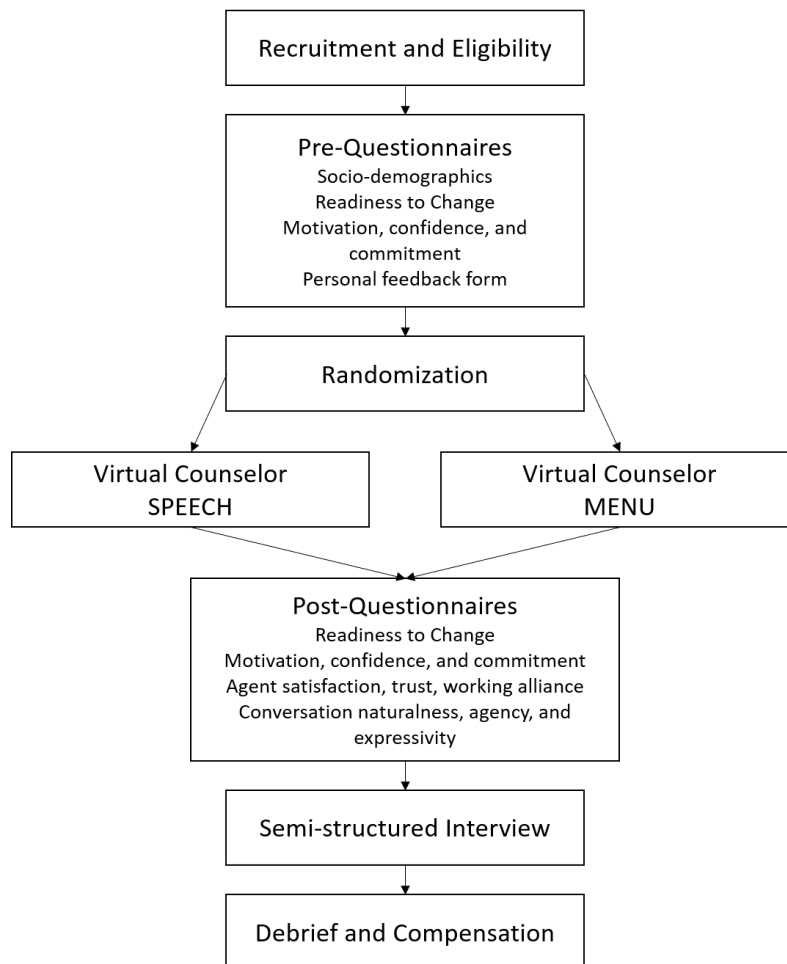 Recruitment and Eligibility
Pre-Questionnaires
Socio-demographics
Readiness to Change
Motivation, confidence, and
commitment
Personal feedback form
Randomization
Virtual Counselor
SPEECH
Virtual Counselor
MENU
Post-Questionnaires
Readiness to Change
Motivation, confidence, and commitment
Agent satisfaction, trust, working alliance
Conversation naturalness, agency, and
expressivity
Semi-structured Interview
Debrief and Compensation